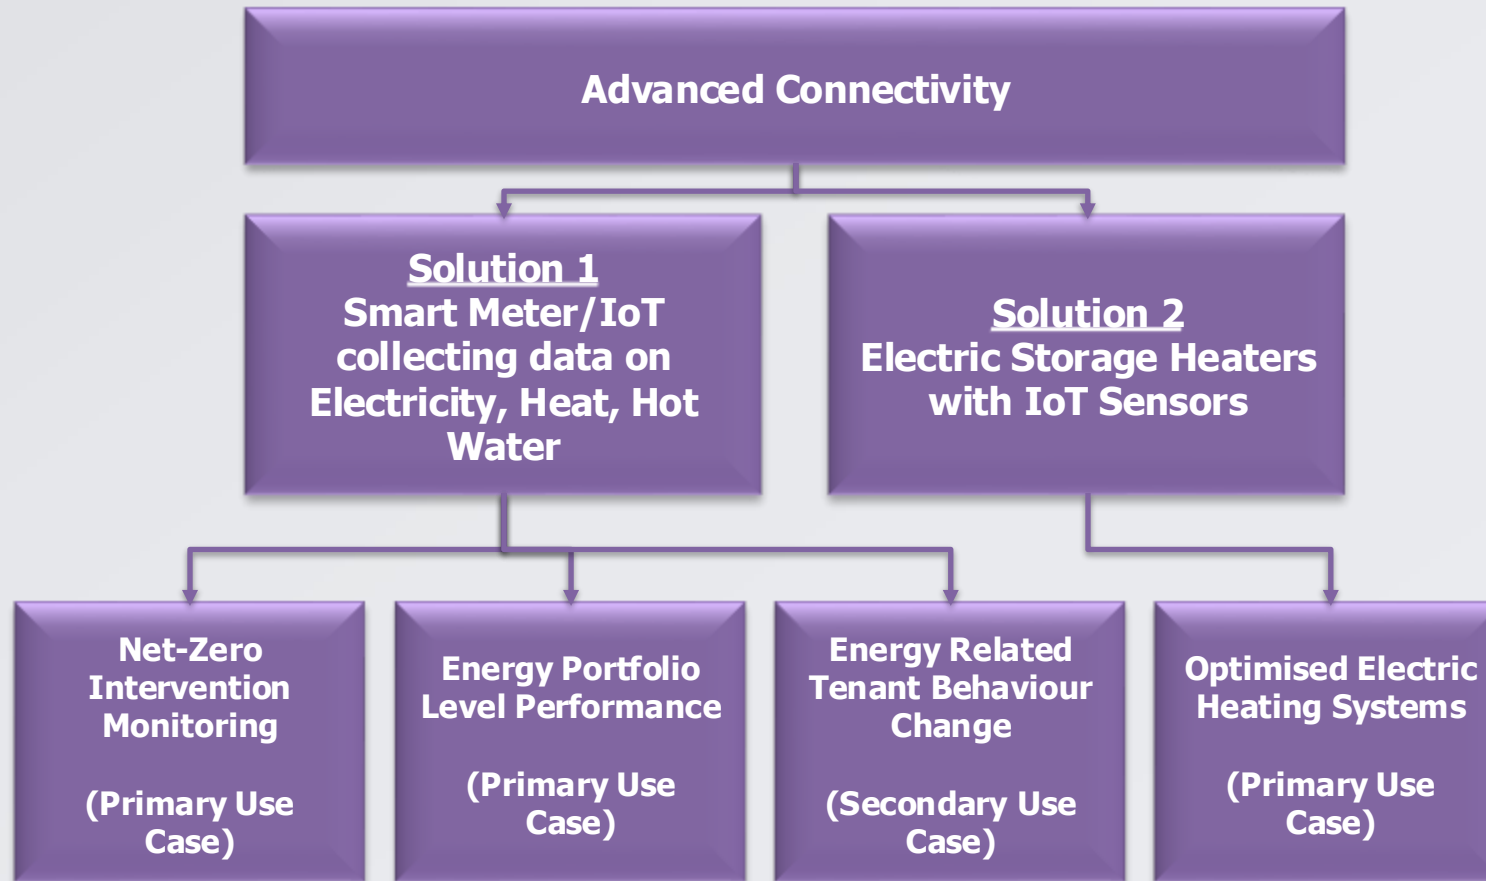 Advanced Connectivity
Solution 1
Smart Meter/IoT
collecting data on
Electricity, Heat, Hot
Water
Solution 2
Electric Storage Heaters
with IoT Sensors
Net-Zero
Intervention
Monitoring
(Primary Use
Case)
Energy Portfolio
Level Performance
(Primary Use
Case)
Energy Related
Tenant Behaviour
Change
(Secondary Use
Case)
Optimised Electric
Heating Systems
(Primary Use
Case)